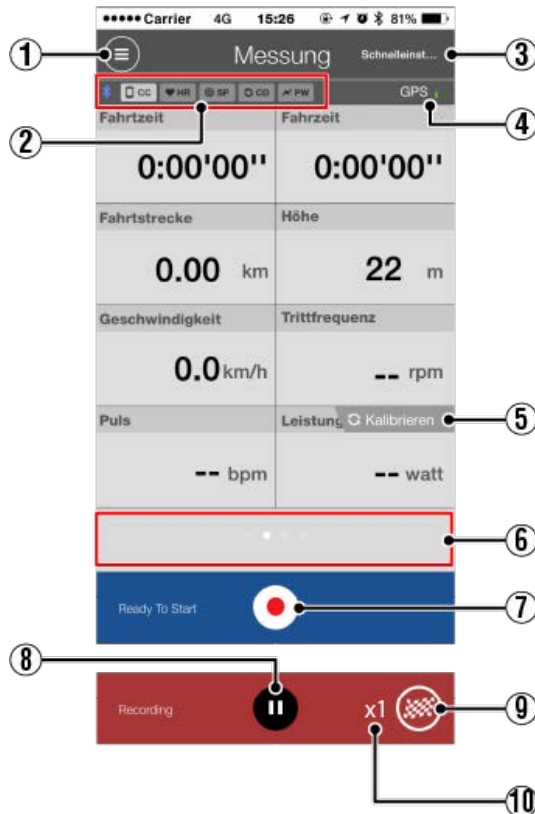 Carrier 4G 15:26 81%
① Messung Schnelleinst... ③
CC HR SP CD PW GPS
② ④
Fahrtzeit Fahrzeit
0:00'00'' 0:00'00''
Fahrtstrecke Höhe
0.00 km 22 m
Geschwindigkeit Trittfrequenz
0.0 km/h -- rpm
Puls Leistung Kalibrieren ⑤
-- bpm -- watt
⑥
Ready To Start ⑦
⑧
Recording x1 ⑨
⑩